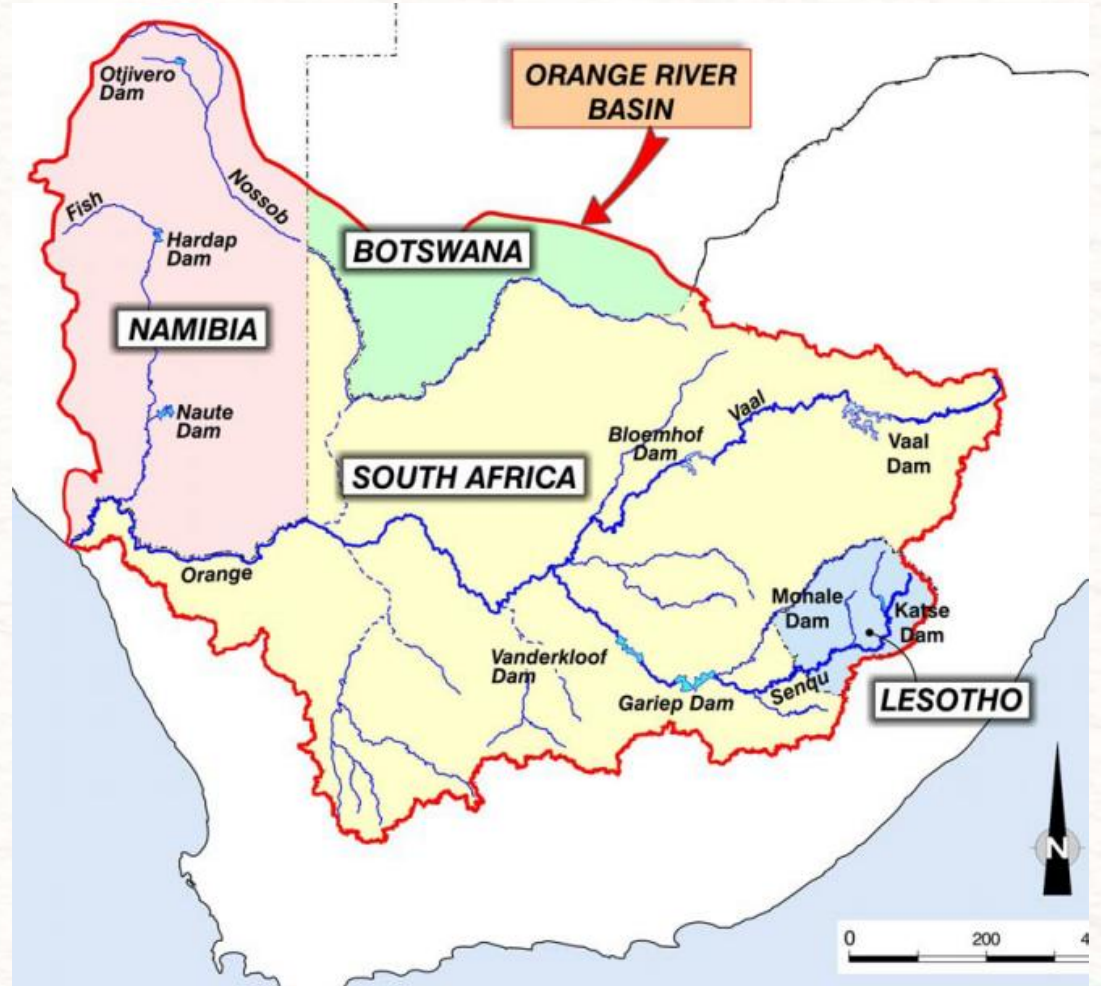 Otjivero
Dam
ORANGE RIVER
BASIN
Fish
Nossob
Hardap
Dam
BOTSWANA
NAMIBIA
Naute
Dam
Vaal
Bloemhof
Dam
Vaal
Dam
SOUTH AFRICA
Orange
Mohale
Dam
Katse
Dam
Vanderkloof
Dam
Senqu
Gariep Dam
LESOTHO
N
0
200